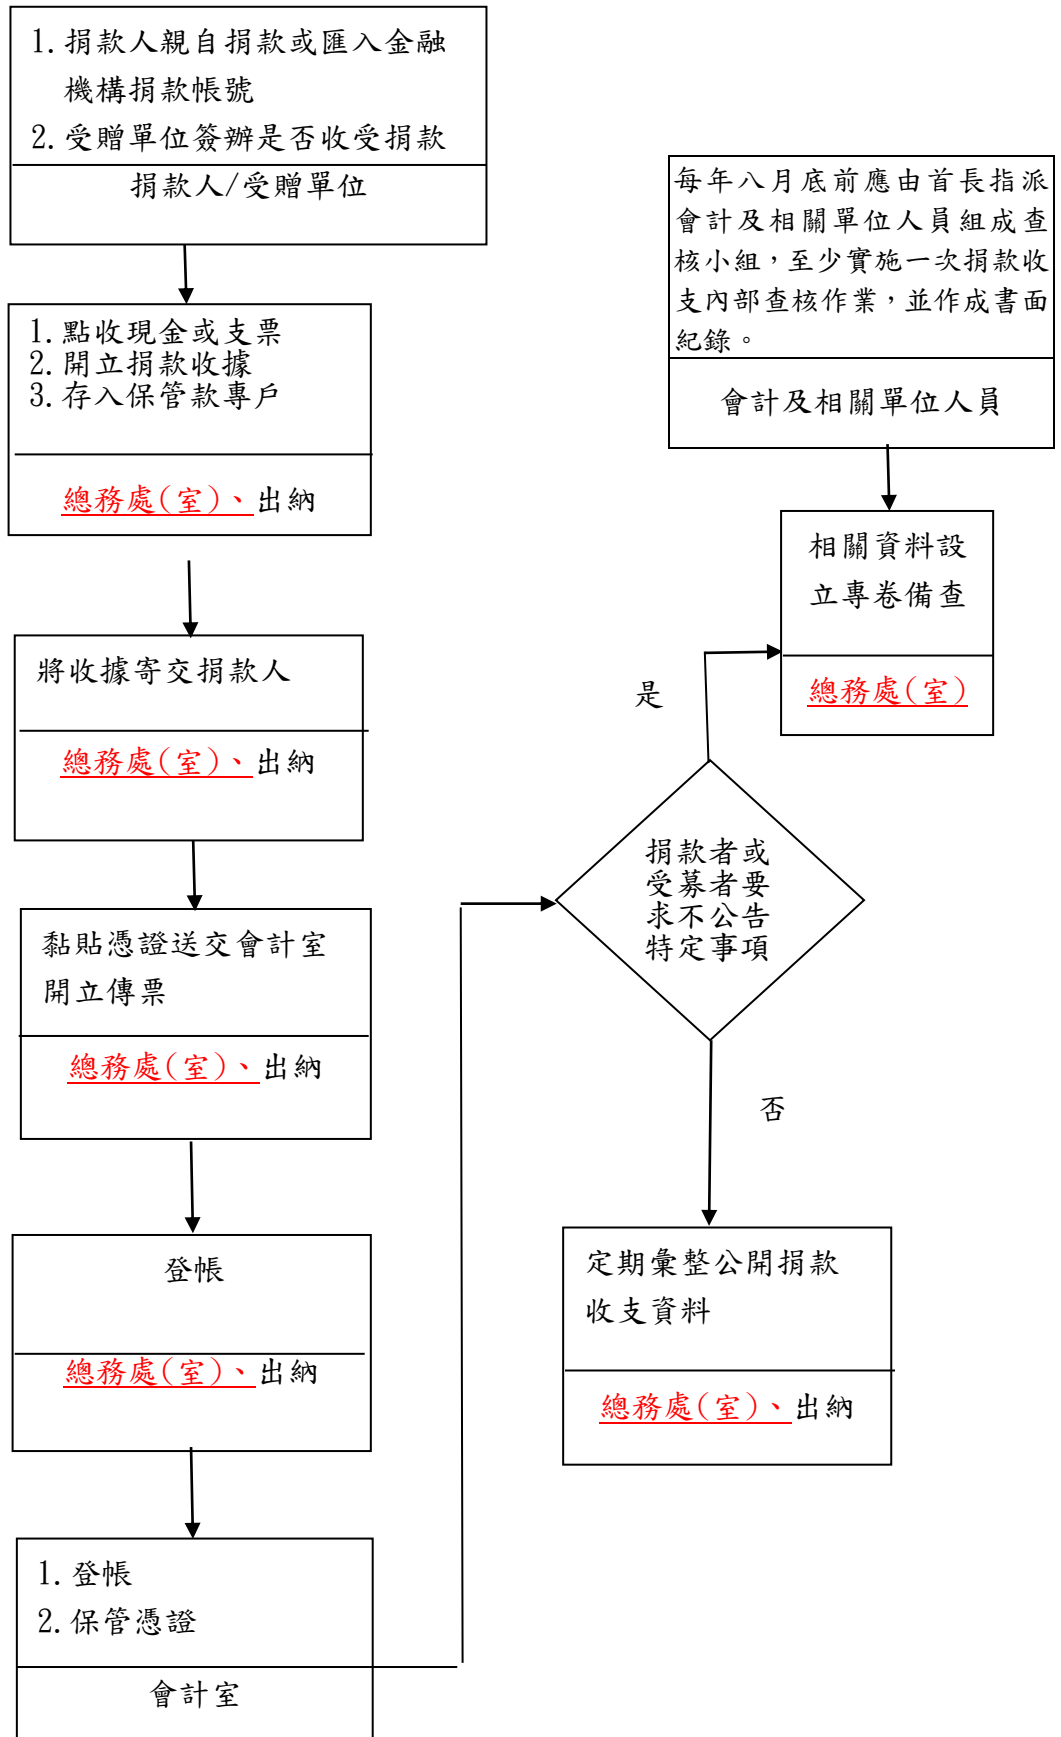 1. 捐款人親自捐款或匯入金融
機構捐款帳號
2. 受贈單位簽辦是否收受捐款
捐款人/受贈單位
1. 點收現金或支票
2. 開立捐款收據
3. 存入保管款專戶
總務處(室)、出納
將收據寄交捐款人
總務處(室)、出納
黏貼憑證送交會計室
開立傳票
總務處(室)、出納
登帳
總務處(室)、出納
1. 登帳
2. 保管憑證
會計室
每年八月底前應由首長指派
會計及相關單位人員組成查
核小組，至少實施一次捐款收
支內部查核作業，並作成書面
紀錄。
會計及相關單位人員
相關資料設
立專卷備查
總務處(室)
是
捐款者或
受募者要
求不公告
特定事項
否
定期彙整公開捐款
收支資料
總務處(室)、出納